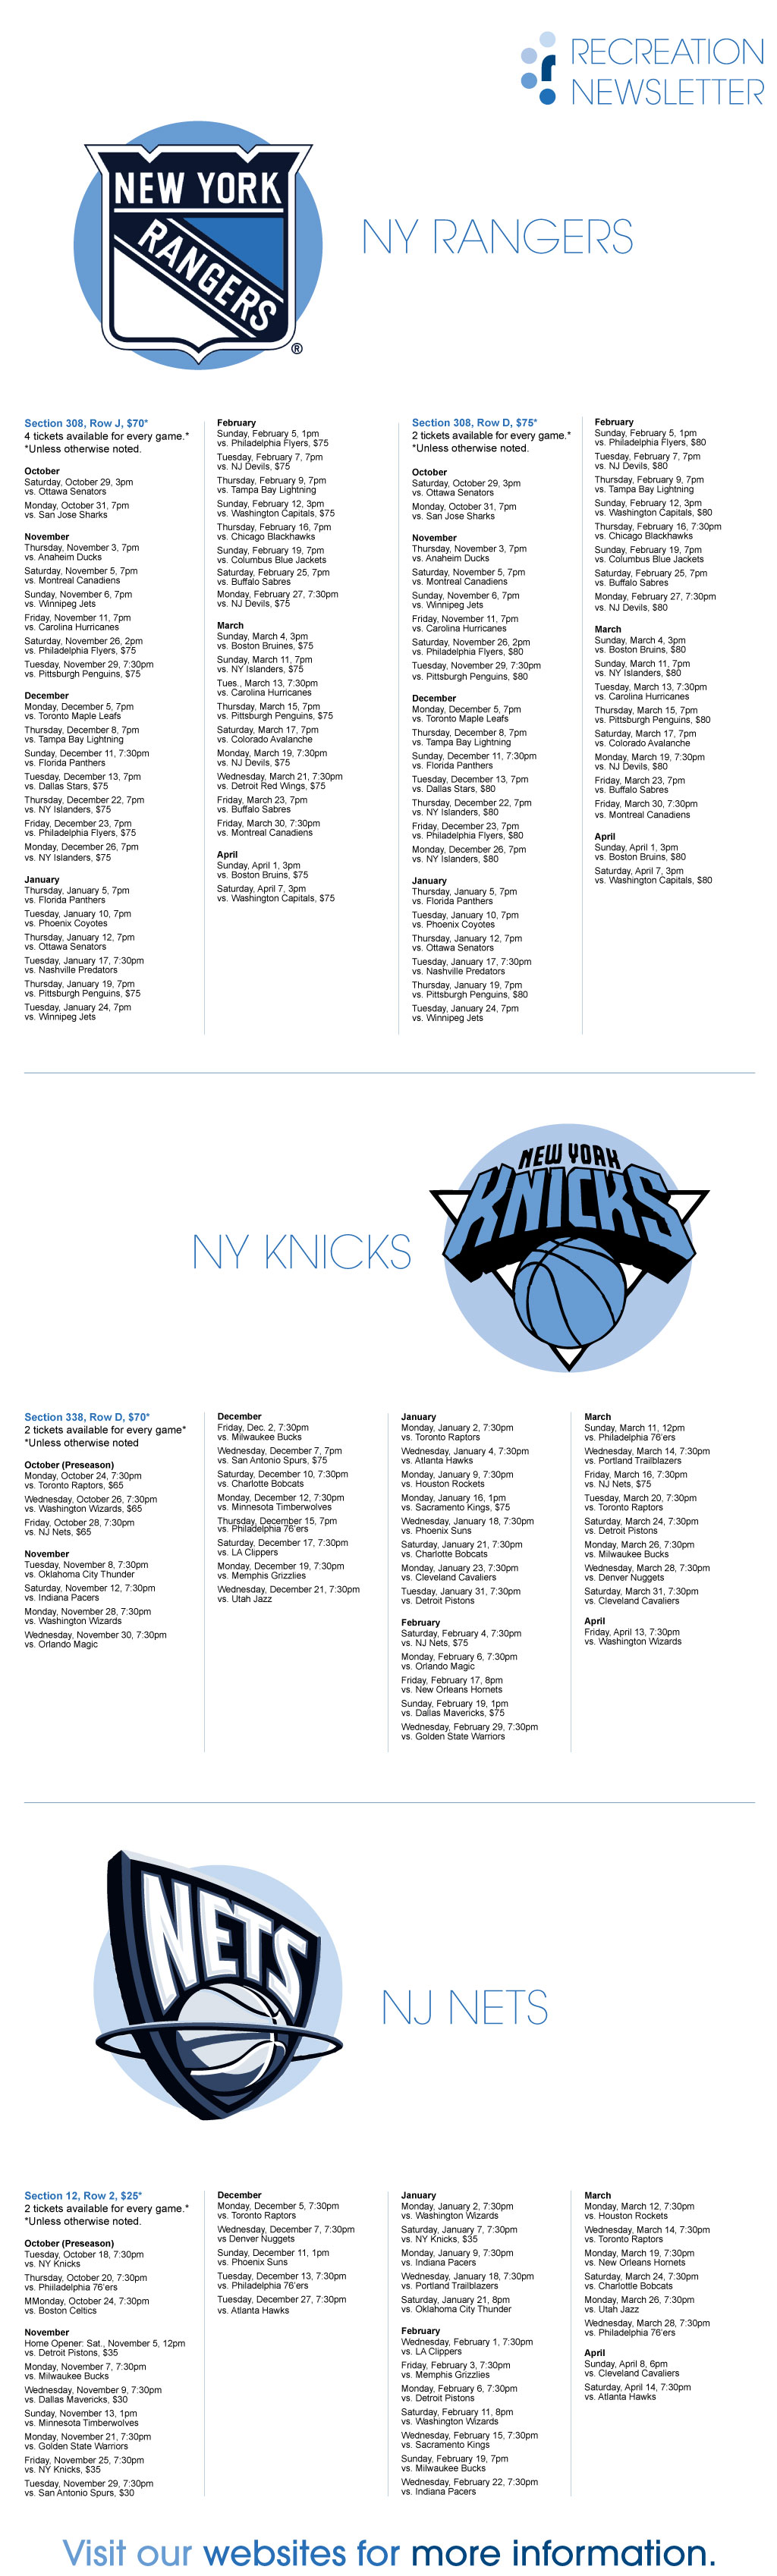 RECREATION
NEWSLETTER
r
NEW YORK
RANGERS
®
NY RANGERS
Section 308, Row J, $70*
4 tickets available for every game.*
*Unless otherwise noted.
October
Saturday, October 29, 3pm
vs. Ottawa Senators
Monday, October 31, 7pm
vs. San Jose Sharks
November
Thursday, November 3, 7pm
vs. Anaheim Ducks
Saturday, November 5, 7pm
vs. Montreal Canadiens
Sunday, November 6, 7pm
vs. Winnipeg Jets
Friday, November 11, 7pm
vs. Carolina Hurricanes
Saturday, November 26, 2pm
vs. Philadelphia Flyers, $75
Tuesday, November 29, 7:30pm
vs. Pittsburgh Penguins, $75
December
Monday, December 5, 7pm
vs. Toronto Maple Leafs
Thursday, December 8, 7pm
vs. Tampa Bay Lightning
Sunday, December 11, 7:30pm
vs. Florida Panthers
Tuesday, December 13, 7pm
vs. Dallas Stars, $75
Thursday, December 22, 7pm
vs. NY Islanders, $75
Friday, December 23, 7pm
vs. Philadelphia Flyers, $75
Monday, December 26, 7pm
vs. NY Islanders, $75
January
Thursday, January 5, 7pm
vs. Florida Panthers
Tuesday, January 10, 7pm
vs. Phoenix Coyotes
Thursday, January 12, 7pm
vs. Ottawa Senators
Tuesday, January 17, 7:30pm
vs. Nashville Predators
Thursday, January 19, 7pm
vs. Pittsburgh Penguins, $75
Tuesday, January 24, 7pm
vs. Winnipeg Jets
February
Sunday, February 5, 1pm
vs. Philadelphia Flyers, $75
Tuesday, February 7, 7pm
vs. NJ Devils, $75
Thursday, February 9, 7pm
vs. Tampa Bay Lightning
Sunday, February 12, 3pm
vs. Washington Capitals, $75
Thursday, February 16, 7pm
vs. Chicago Blackhawks
Sunday, February 19, 7pm
vs. Columbus Blue Jackets
Saturday, February 25, 7pm
vs. Buffalo Sabres
Monday, February 27, 7:30pm
vs. NJ Devils, $75
March
Sunday, March 4, 3pm
vs. Boston Bruines, $75
Sunday, March 11, 7pm
vs. NY Islanders, $75
Tues., March 13, 7:30pm
vs. Carolina Hurricanes
Thursday, March 15, 7pm
vs. Pittsburgh Penguins, $75
Saturday, March 17, 7pm
vs. Colorado Avalanche
Monday, March 19, 7:30pm
vs. NJ Devils, $75
Wednesday, March 21, 7:30pm
vs. Detroit Red Wings, $75
Friday, March 23, 7pm
vs. Buffalo Sabres
Friday, March 30, 7:30pm
vs. Montreal Canadiens
April
Sunday, April 1, 3pm
vs. Boston Bruins, $75
Saturday, April 7, 3pm
vs. Washington Capitals, $75
Section 308, Row D, $75*
2 tickets available for every game.*
*Unless otherwise noted.
October
Saturday, October 29, 3pm
vs. Ottawa Senators
Monday, October 31, 7pm
vs. San Jose Sharks
November
Thursday, November 3, 7pm
vs. Anaheim Ducks
Saturday, November 5, 7pm
vs. Montreal Canadiens
Sunday, November 6, 7pm
vs. Winnipeg Jets
Friday, November 11, 7pm
vs. Carolina Hurricanes
Saturday, November 26, 2pm
vs. Philadelphia Flyers, $80
Tuesday, November 29, 7:30pm
vs. Pittsburgh Penguins, $80
December
Monday, December 5, 7pm
vs. Toronto Maple Leafs
Thursday, December 8, 7pm
vs. Tampa Bay Lightning
Sunday, December 11, 7:30pm
vs. Florida Panthers
Tuesday, December 13, 7pm
vs. Dallas Stars, $80
Thursday, December 22, 7pm
vs. NY Islanders, $80
Friday, December 23, 7pm
vs. Philadelphia Flyers, $80
Monday, December 26, 7pm
vs. NY Islanders, $80
January
Thursday, January 5, 7pm
vs. Florida Panthers
Tuesday, January 10, 7pm
vs. Phoenix Coyotes
Thursday, January 12, 7pm
vs. Ottawa Senators
Tuesday, January 17, 7:30pm
vs. Nashville Predators
Thursday, January 19, 7pm
vs. Pittsburgh Penguins, $80
Tuesday, January 24, 7pm
vs. Winnipeg Jets
February
Sunday, February 5, 1pm
vs. Philadelphia Flyers, $80
Tuesday, February 7, 7pm
vs. NJ Devils, $80
Thursday, February 9, 7pm
vs. Tampa Bay Lightning
Sunday, February 12, 3pm
vs. Washington Capitals, $80
Thursday, February 16, 7:30pm
vs. Chicago Blackhawks
Sunday, February 19, 7pm
vs. Columbus Blue Jackets
Saturday, February 25, 7pm
vs. Buffalo Sabres
Monday, February 27, 7:30pm
vs. NJ Devils, $80
March
Sunday, March 4, 3pm
vs. Boston Bruins, $80
Sunday, March 11, 7pm
vs. NY Islanders, $80
Tuesday, March 13, 7:30pm
vs. Carolina Hurricanes
Thursday, March 15, 7pm
vs. Pittsburgh Penguins, $80
Saturday, March 17, 7pm
vs. Colorado Avalanche
Monday, March 19, 7:30pm
vs. NJ Devils, $80
Friday, March 23, 7pm
vs. Buffalo Sabres
Friday, March 30, 7:30pm
vs. Montreal Canadiens
April
Sunday, April 1, 3pm
vs. Boston Bruins, $80
Saturday, April 7, 3pm
vs. Washington Capitals, $80
NY KNICKS
NEW YORK
KNICKS
Section 338, Row D, $70*
2 tickets available for every game*
*Unless otherwise noted
October (Preseason)
Monday, October 24, 7:30pm
vs. Toronto Raptors, $65
Wednesday, October 26, 7:30pm
vs. Washington Wizards, $65
Friday, October 28, 7:30pm
vs. NJ Nets, $65
November
Tuesday, November 8, 7:30pm
vs. Oklahoma City Thunder
Saturday, November 12, 7:30pm
vs. Indiana Pacers
Monday, November 28, 7:30pm
vs. Washington Wizards
Wednesday, November 30, 7:30pm
vs. Orlando Magic
December
Friday, Dec. 2, 7:30pm
vs. Milwaukee Bucks
Wednesday, December 7, 7pm
vs. San Antonio Spurs, $75
Saturday, December 10, 7:30pm
vs. Charlotte Bobcats
Monday, December 12, 7:30pm
vs. Minnesota Timberwolves
Thursday, December 15, 7pm
vs. Philadelphia 76'ers
Saturday, December 17, 7:30pm
vs. LA Clippers
Monday, December 19, 7:30pm
vs. Memphis Grizzlies
Wednesday, December 21, 7:30pm
vs. Utah Jazz
January
Monday, January 2, 7:30pm
vs. Toronto Raptors
Wednesday, January 4, 7:30pm
vs. Atlanta Hawks
Monday, January 9, 7:30pm
vs. Houston Rockets
Monday, January 16, 1pm
vs. Sacramento Kings, $75
Wednesday, January 18, 7:30pm
vs. Phoenix Suns
Saturday, January 21, 7:30pm
vs. Charlotte Bobcats
Monday, January 23, 7:30pm
vs. Cleveland Cavaliers
Tuesday, January 31, 7:30pm
vs. Detroit Pistons
February
Saturday, February 4, 7:30pm
vs. NJ Nets, $75
Monday, February 6, 7:30pm
vs. Orlando Magic
Friday, February 17, 8pm
vs. New Orleans Hornets
Sunday, February 19, 1pm
vs. Dallas Mavericks, $75
Wednesday, February 29, 7:30pm
vs. Golden State Warriors
March
Sunday, March 11, 12pm
vs. Philadelphia 76'ers
Wednesday, March 14, 7:30pm
vs. Portland Trailblazers
Friday, March 16, 7:30pm
vs. NJ Nets, $75
Tuesday, March 20, 7:30pm
vs. Toronto Raptors
Saturday, March 24, 7:30pm
vs. Detroit Pistons
Monday, March 26, 7:30pm
vs. Milwaukee Bucks
Wednesday, March 28, 7:30pm
vs. Denver Nuggets
Saturday, March 31, 7:30pm
vs. Cleveland Cavaliers
April
Friday, April 13, 7:30pm
vs. Washington Wizards
NETS
NJ NETS
Section 12, Row 2, $25*
2 tickets available for every game.*
*Unless otherwise noted.
October (Preseason)
Tuesday, October 18, 7:30pm
vs. NY Knicks
Thursday, October 20, 7:30pm
vs. Phiiladelphia 76'ers
MMonday, October 24, 7:30pm
vs. Boston Celtics
November
Home Opener: Sat., November 5, 12pm
vs. Detroit Pistons, $35
Monday, November 7, 7:30pm
vs. Milwaukee Bucks
Wednesday, November 9, 7:30pm
vs. Dallas Mavericks, $30
Sunday, November 13, 1pm
vs. Minnesota Timberwolves
Monday, November 21, 7:30pm
vs. Golden State Warriors
Friday, November 25, 7:30pm
vs. NY Knicks, $35
Tuesday, November 29, 7:30pm
vs. San Antonio Spurs, $30
December
Monday, December 5, 7:30pm
vs. Toronto Raptors
Wednesday, December 7, 7:30pm
vs Denver Nuggets
Sunday, December 11, 1pm
vs. Phoenix Suns
Tuesday, December 13, 7:30pm
vs. Philadelphia 76'ers
Tuesday, December 27, 7:30pm
vs. Atlanta Hawks
January
Monday, January 2, 7:30pm
vs. Washington Wizards
Saturday, January 7, 7:30pm
vs. NY Knicks, $35
Monday, January 9, 7:30pm
vs. Indiana Pacers
Wednesday, January 18, 7:30pm
vs. Portland Trailblazers
Saturday, January 21, 8pm
vs. Oklahoma City Thunder
February
Wednesday, February 1, 7:30pm
vs. LA Clippers
Friday, February 3, 7:30pm
vs. Memphis Grizzlies
Monday, February 6, 7:30pm
vs. Detroit Pistons
Saturday, February 11, 8pm
vs. Washington Wizards
Wednesday, February 15, 7:30pm
vs. Sacramento Kings
Sunday, February 19, 7pm
vs. Milwaukee Bucks
Wednesday, February 22, 7:30pm
vs. Indiana Pacers
March
Monday, March 12, 7:30pm
vs. Houston Rockets
Wednesday, March 14, 7:30pm
vs. Toronto Raptors
Monday, March 19, 7:30pm
vs. New Orleans Hornets
Saturday, March 24, 7:30pm
vs. Charlottle Bobcats
Monday, March 26, 7:30pm
vs. Utah Jazz
Wednesday, March 28, 7:30pm
vs. Philadelphia 76'ers
April
Sunday, April 8, 6pm
vs. Cleveland Cavaliers
Saturday, April 14, 7:30pm
vs. Atlanta Hawks
Visit our websites for more information.